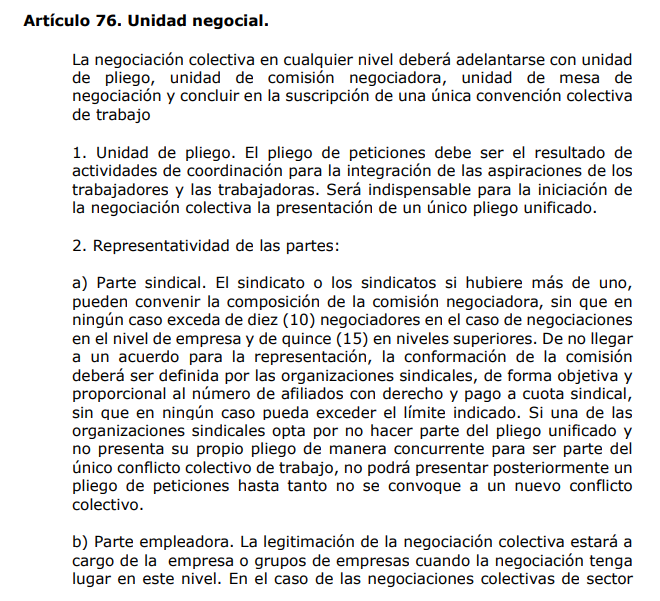 Artículo 76. Unidad negocial.
La negociación colectiva en cualquier nivel deberá adelantarse con unidad
de pliego, unidad de comisión negociadora, unidad de mesa de
negociación y concluir en la suscripción de una única convención colectiva
de trabajo
1. Unidad de pliego. El pliego de peticiones debe ser el resultado de
actividades de coordinación para la integración de las aspiraciones de los
trabajadores y las trabajadoras. Será indispensable para la iniciación de
la negociación colectiva la presentación de un único pliego unificado.
2. Representatividad de las partes:
a) Parte sindical. El sindicato o los sindicatos si hubiere más de uno,
pueden convenir la composición de la comisión negociadora, sin que en
ningún caso exceda de diez (10) negociadores en el caso de negociaciones
en el nivel de empresa y de quince (15) en niveles superiores. De no llegar
a un acuerdo para la representación, la conformación de la comisión
deberá ser definida por las organizaciones sindicales, de forma objetiva y
proporcional al número de afiliados con derecho y pago a cuota sindical,
sin que en ningún caso pueda exceder el límite indicado. Si una de las
organizaciones sindicales opta por no hacer parte del pliego unificado y
no presenta su propio pliego de manera concurrente para ser parte del
único conflicto colectivo de trabajo, no podrá presentar posteriormente un
pliego de peticiones hasta tanto no se convoque a un nuevo conflicto
colectivo.
b) Parte empleadora. La legitimación de la negociación colectiva estará a
cargo de la empresa o grupos de empresas cuando la negociación tenga
lugar en este nivel. En el caso de las negociaciones colectivas de sector